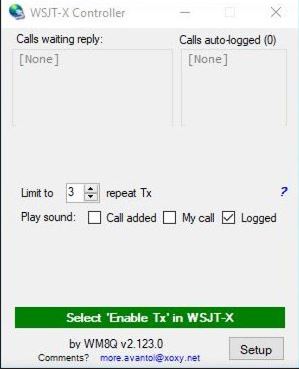 WSJT-X Controller
Calls waiting reply:
Calls auto-logged (0)
[None]
[None]
Limit to 3 repeat Tx
?
Play sound: Call added My call Logged
Select 'Enable Tx' in WSJT-X
by WM8Q v2.123.0
Comments? more.avantol@xoxy.net
Setup